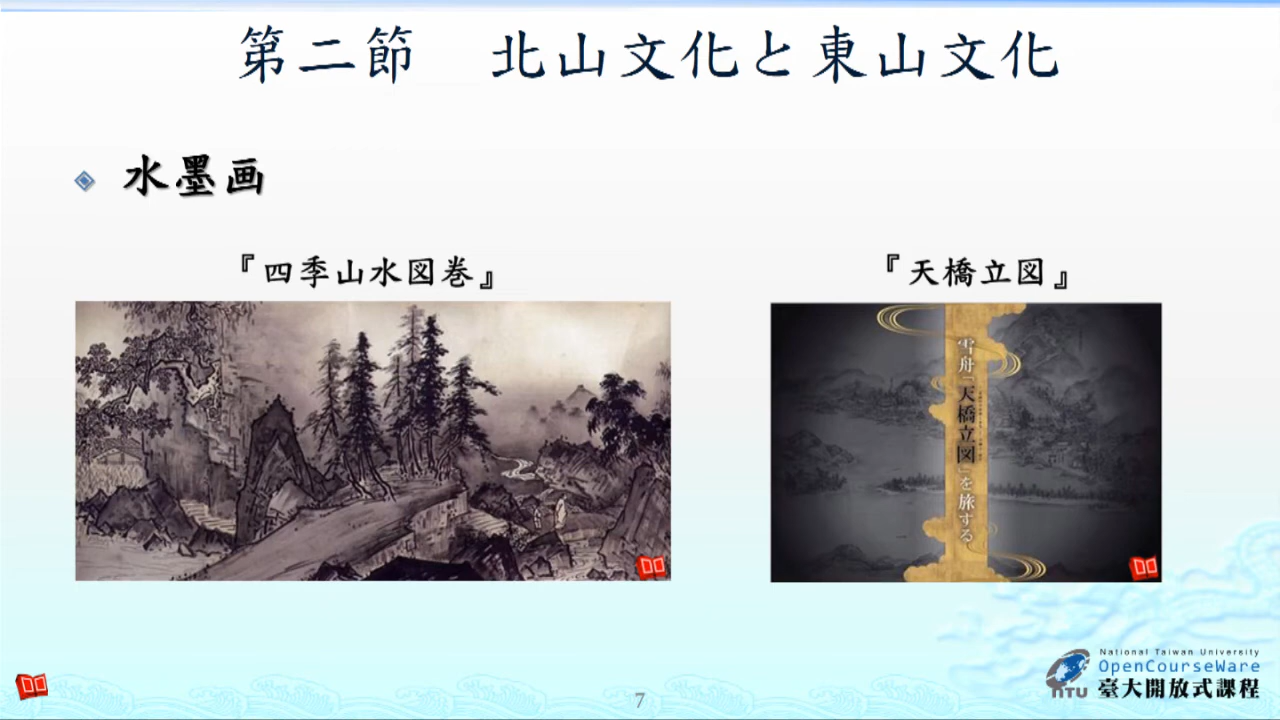 第二節　北山文化と東山文化
水墨画
『四季山水図巻』
『天橋立図』
雪舟「天橋立図」を旅する
7
National Taiwan University
OpenCourseWare
NTU
臺大開放式課程